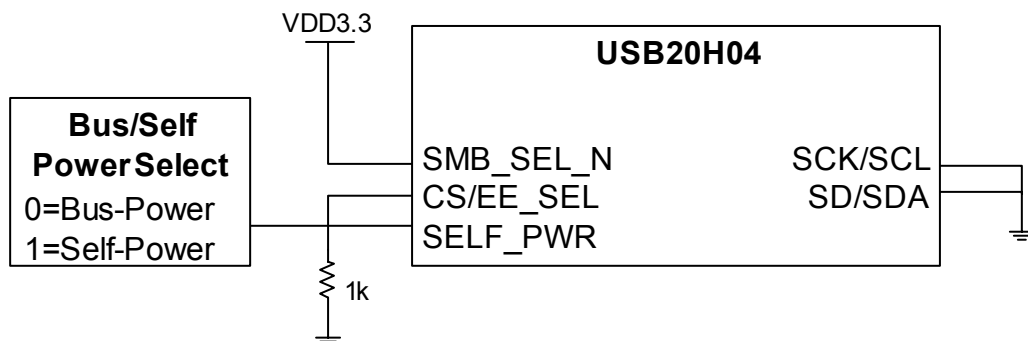 VDD3.3
USB20H04
Bus/Self
Power Select
0=Bus-Power
1=Self-Power
SMB_SEL_N
CS/EE_SEL
SELF_PWR
SCK/SCL
SD/SDA
1k